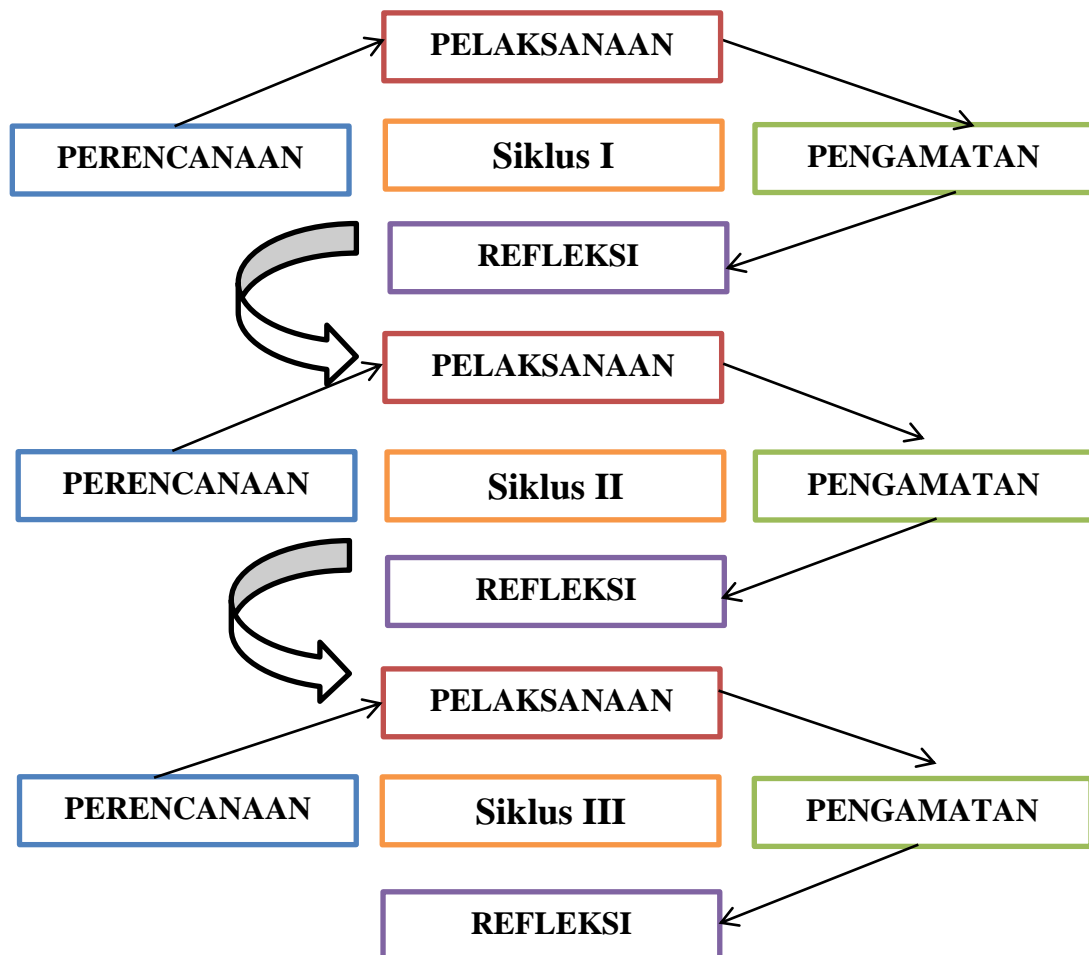 PELAKSANAAN
PERENCANAAN
Siklus I
PENGAMATAN
REFLEKSI
PELAKSANAAN
PERENCANAAN
Siklus II
PENGAMATAN
REFLEKSI
PELAKSANAAN
PERENCANAAN
Siklus III
PENGAMATAN
REFLEKSI